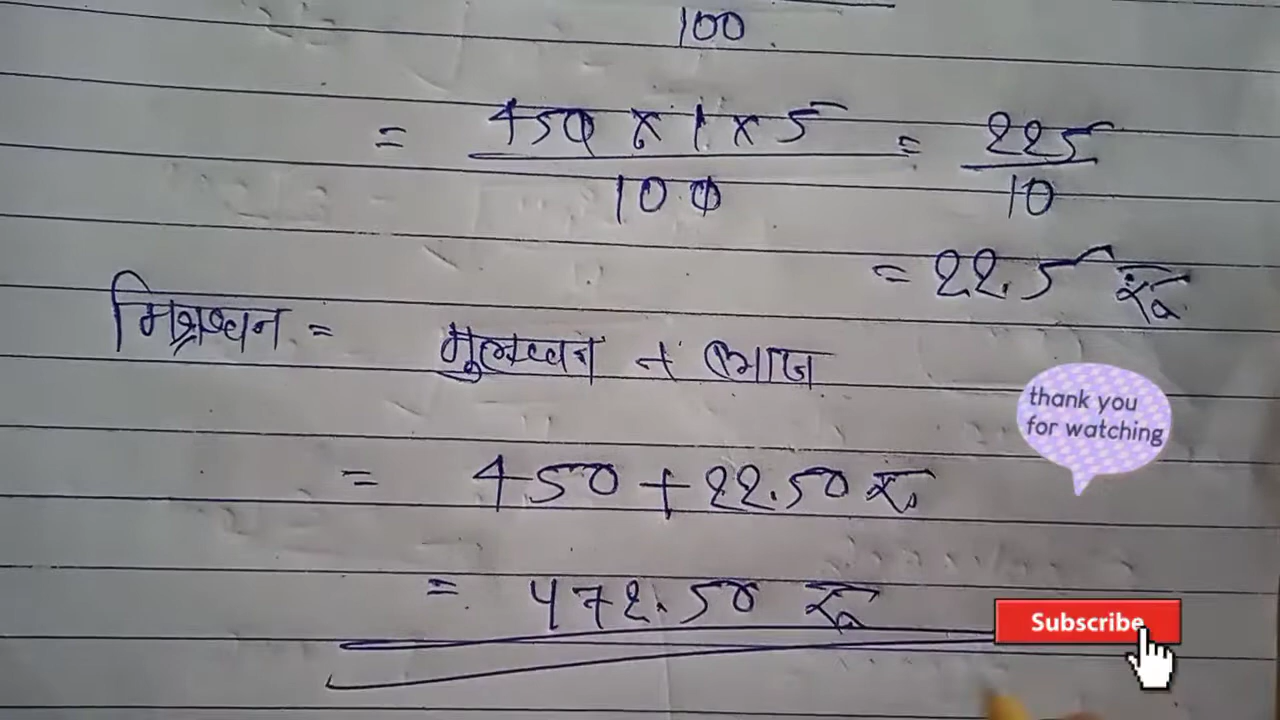 100
= 450 × 1 × 5 / 100 = 225 / 10
= 22.5 रू
मिश्रधन = मुलधन + ब्याज
thank you
for watching
= 450 + 22.50 रू
= 472.50 रू
Subscribe